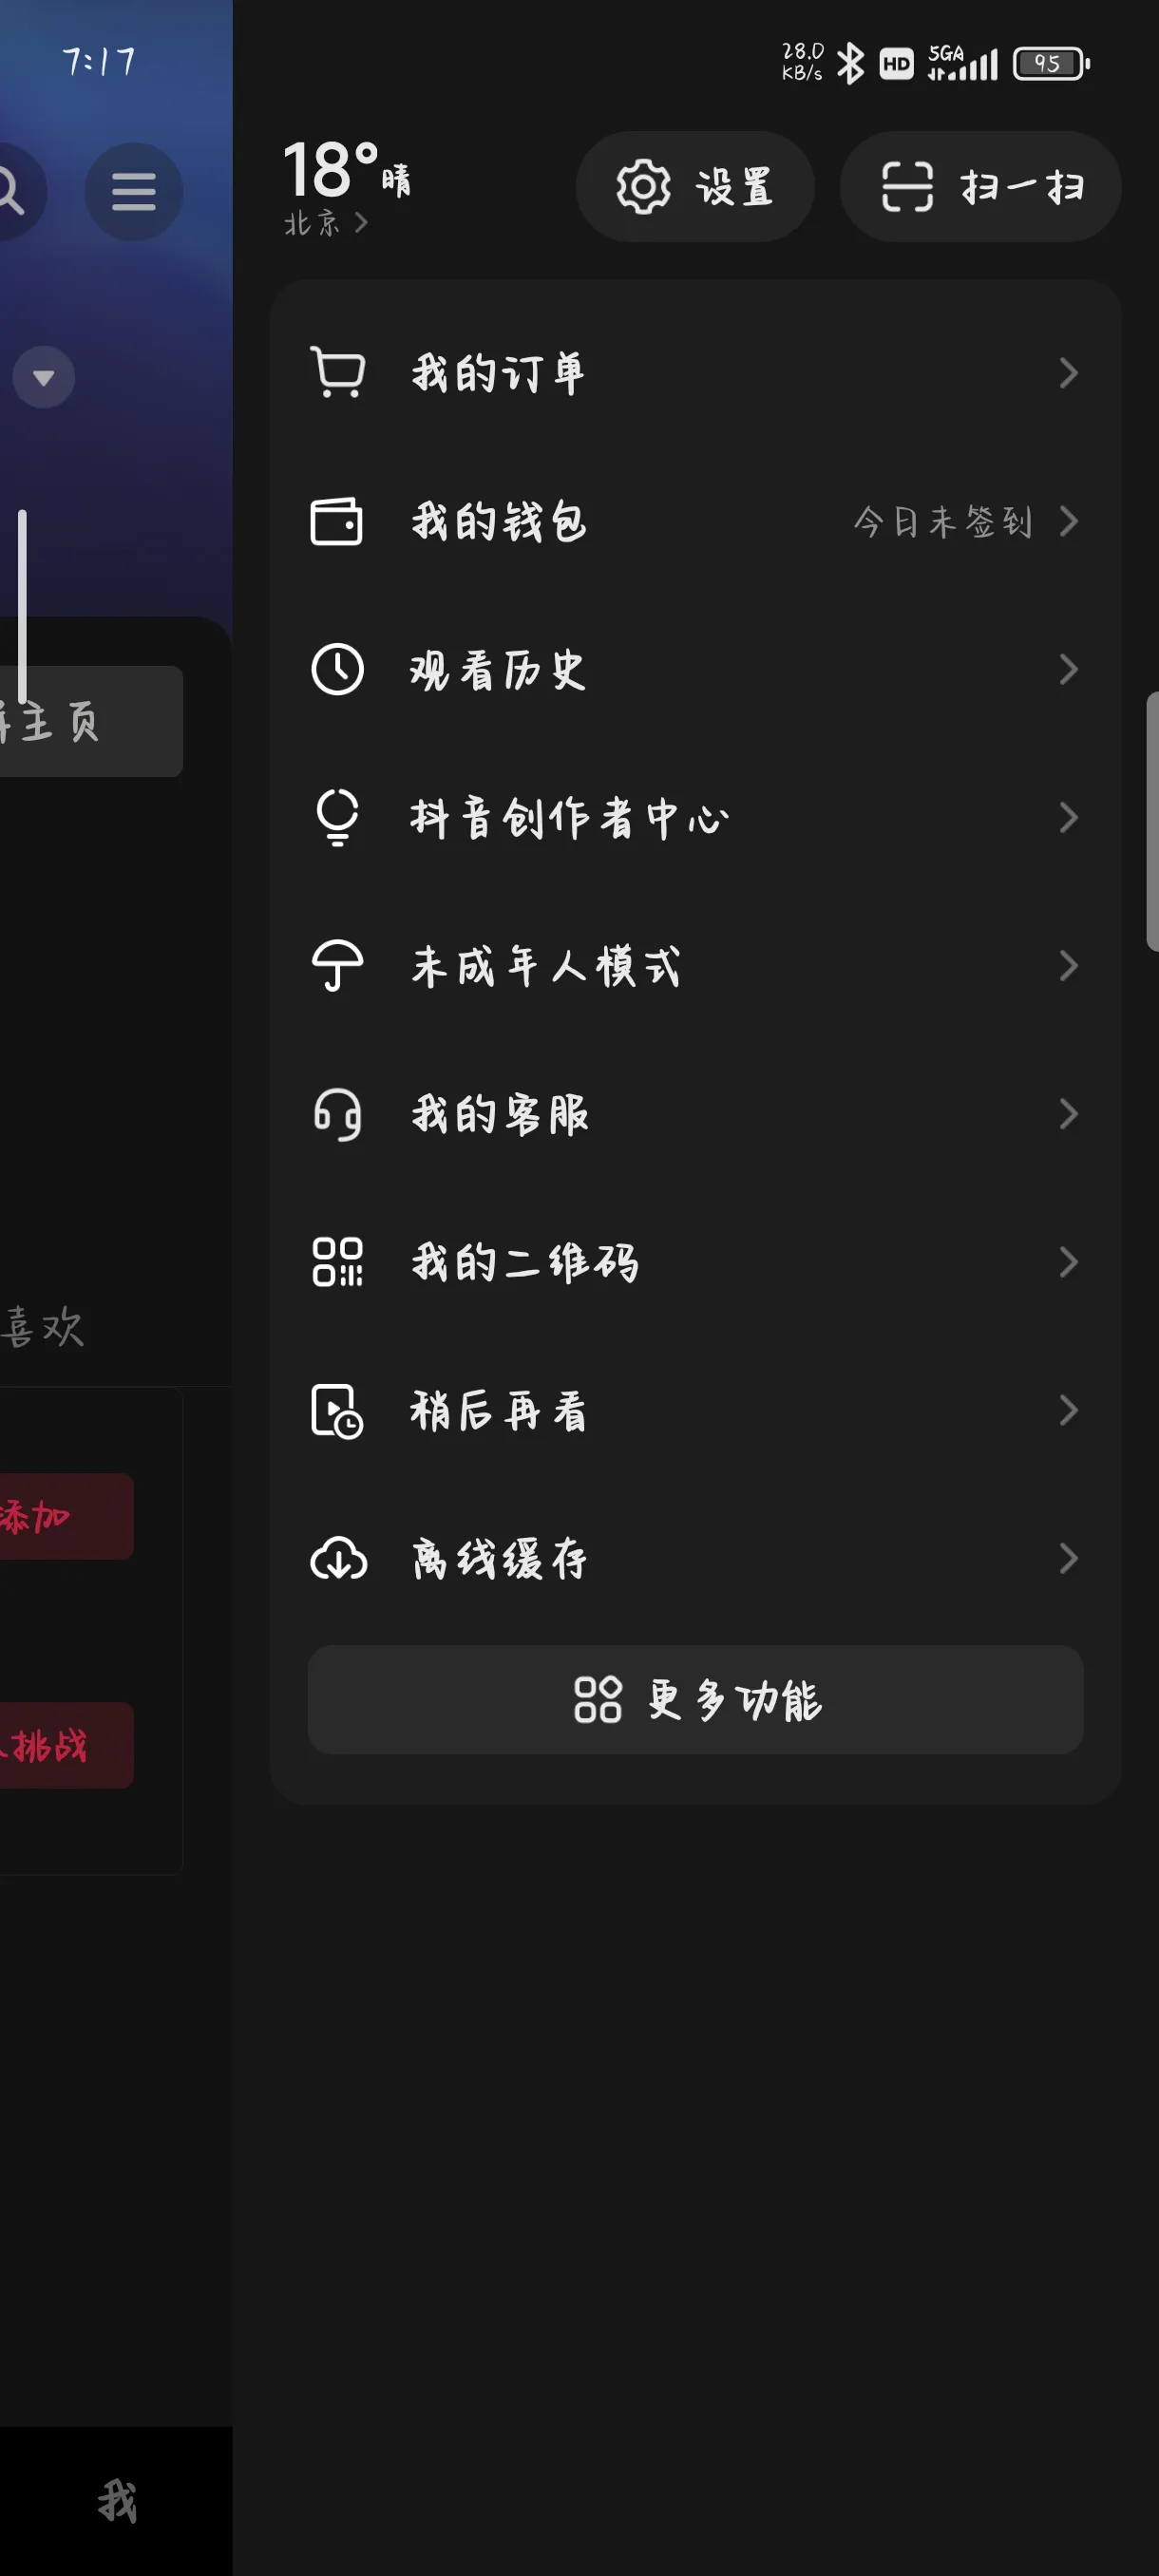 7:17
28.0
KB/s
HD
5GA
95
18°晴
北京
设置
扫一扫
我的订单
我的钱包
今日未签到
观看历史
主页
抖音创作者中心
未成年人模式
我的客服
我的二维码
喜欢
稍后再看
添加
离线缓存
更多功能
挑战
我